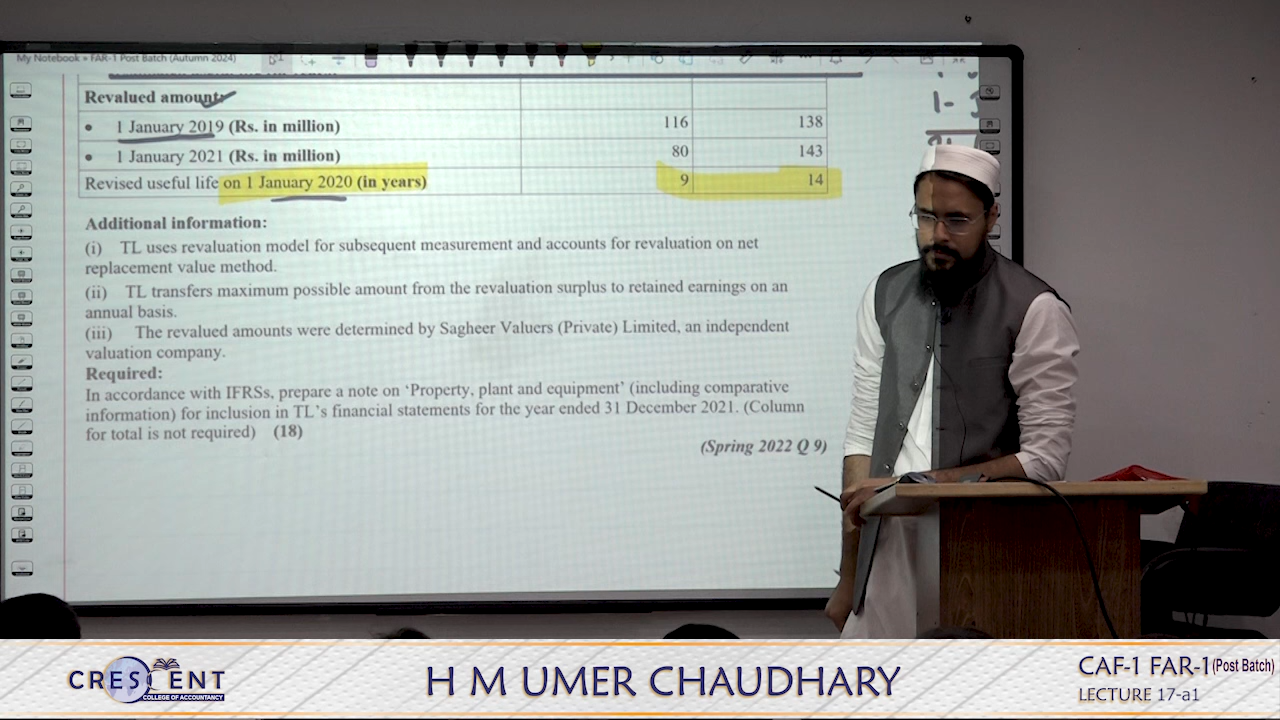 My Notebook » FAR-1 Post Batch (Autumn 2024)
Revalued amount:
• 1 January 2019 (Rs. in million) 116 138
• 1 January 2021 (Rs. in million) 80 143
Revised useful life on 1 January 2020 (in years) 9 14
Additional information:
(i) TL uses revaluation model for subsequent measurement and accounts for revaluation on net
replacement value method.
(ii) TL transfers maximum possible amount from the revaluation surplus to retained earnings on an
annual basis.
(iii) The revalued amounts were determined by Sagheer Valuers (Private) Limited, an independent
valuation company.
Required:
In accordance with IFRSs, prepare a note on ‘Property, plant and equipment’ (including comparative
information) for inclusion in TL’s financial statements for the year ended 31 December 2021. (Column
for total is not required) (18)
(Spring 2022 Q 9)
CRESCENT
COLLEGE OF ACCOUNTANCY
H M UMER CHAUDHARY
CAF-1 FAR-1 (Post Batch)
LECTURE 17-a1